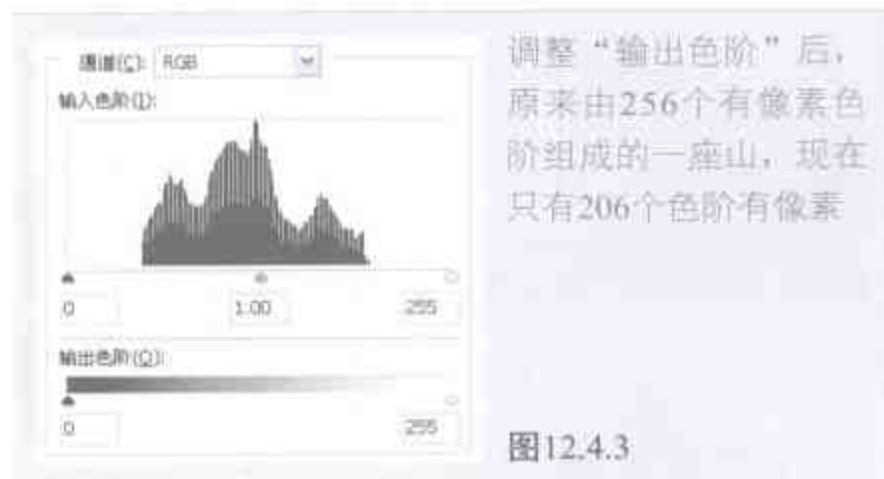 通道(C): RGB
输入色阶(I):
0 1.00 255
输出色阶(O):
0 255
调整“输出色阶”后，
原来由256个有像素色
阶组成的一座山，现在
只有206个色阶有像素
图12.4.3